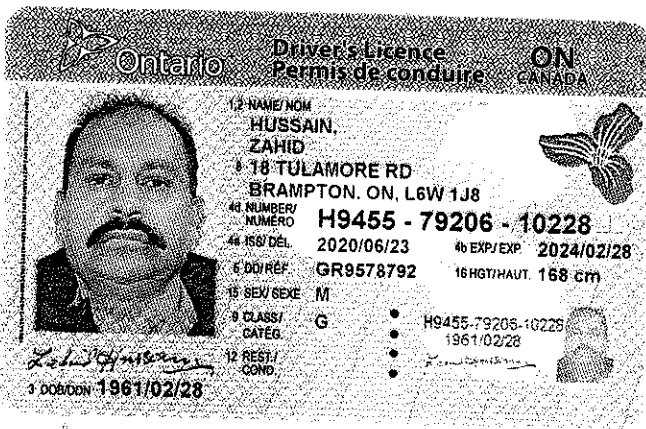 Ontario
Driver's Licence
Permis de conduire
ON
CANADA
1,2 NAME/NOM
HUSSAIN,
ZAHID
8 18 TULAMORE RD
BRAMPTON. ON, L6W 1J8
4d NUMBER/
NUMÉRO H9455 - 79206 - 10228
4a ISS/DÉL. 2020/06/23 4b EXP./EXP. 2024/02/28
5 DD/RÉF. GR9578792 16 HGT/HAUT. 168 cm
15 SEX/SEXE M
9 CLASS/
CATÉG. G
12 REST./
COND.
H9455-79206-10228
1961/02/28
3 DOB/DDN 1961/02/28